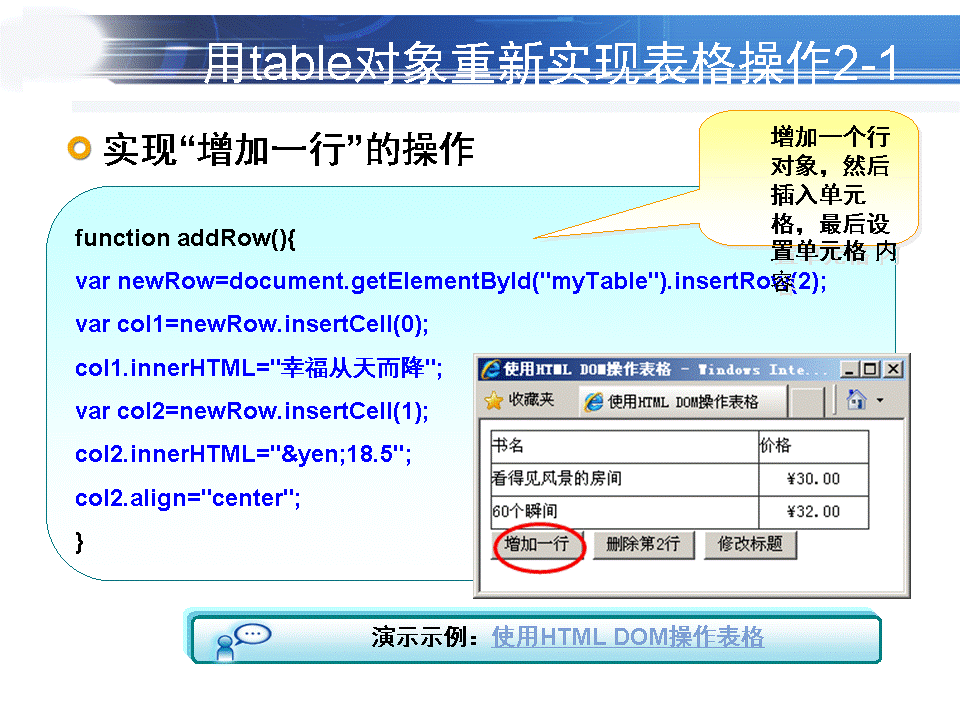 用table对象重新实现表格操作2-1
实现“增加一行”的操作
增加一个行
对象，然后
插入单元
格，最后设
置单元格 内
容
function addRow(){
var newRow=document.getElementById("myTable").insertRow(2);
var col1=newRow.insertCell(0);
col1.innerHTML="幸福从天而降";
var col2=newRow.insertCell(1);
col2.innerHTML="&yen;18.5";
col2.align="center";
}
使用HTML DOM操作表格 - Windows Inte...
收藏夹 使用HTML DOM操作表格
书名 价格
看得见风景的房间 ¥30.00
60个瞬间 ¥32.00
增加一行 删除第2行 修改标题
演示示例：使用HTML DOM操作表格